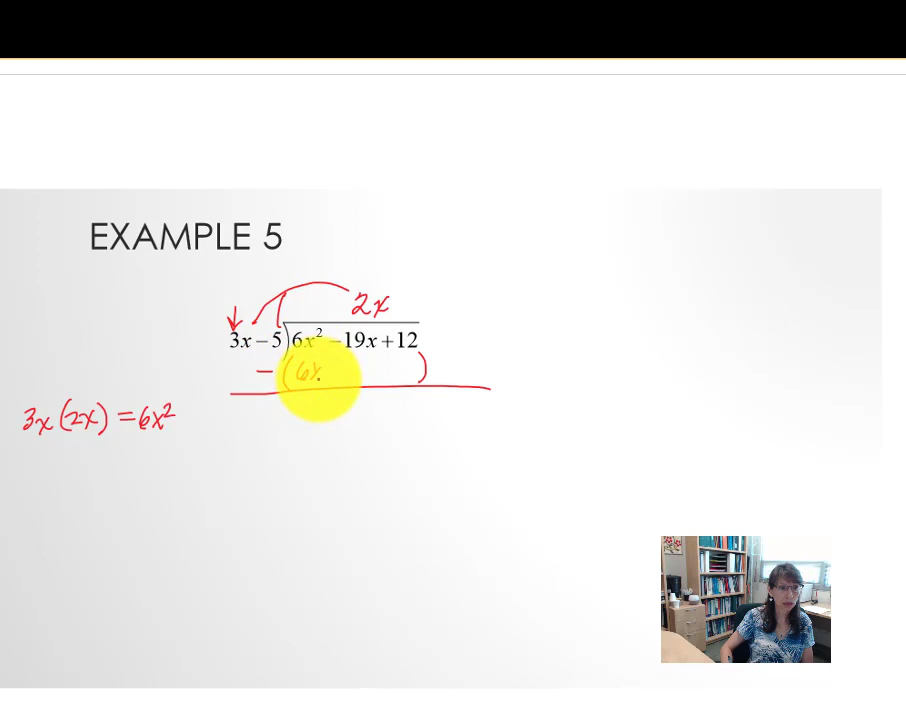 EXAMPLE 5
2x
3x − 5 ) 6x² − 19x + 12
− ( 6x )
3x (2x) = 6x²